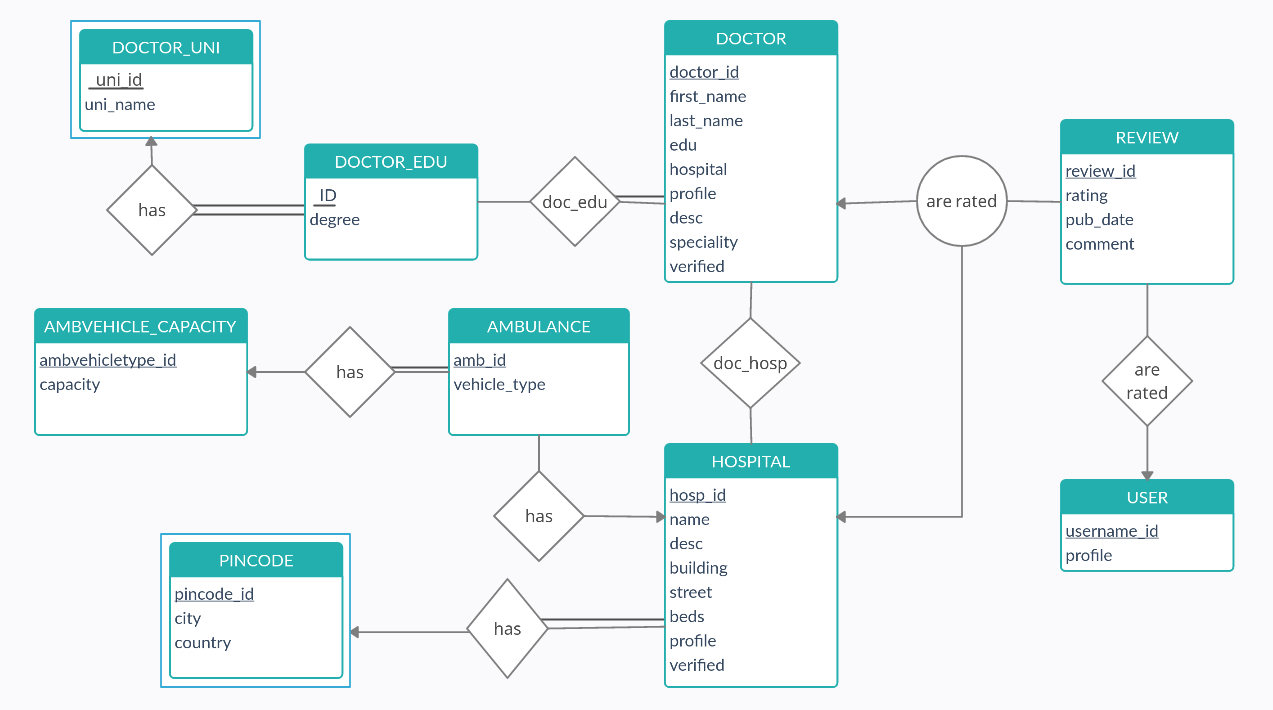 DOCTOR_UNI
_uni_id
uni_name
has
DOCTOR_EDU
_ID
degree
doc_edu
DOCTOR
doctor_id
first_name
last_name
edu
hospital
profile
desc
speciality
verified
are rated
REVIEW
review_id
rating
pub_date
comment
AMBVEHICLE_CAPACITY
ambvehicletype_id
capacity
has
AMBULANCE
amb_id
vehicle_type
doc_hosp
are
rated
has
HOSPITAL
hosp_id
name
desc
building
street
beds
profile
verified
USER
username_id
profile
PINCODE
pincode_id
city
country
has